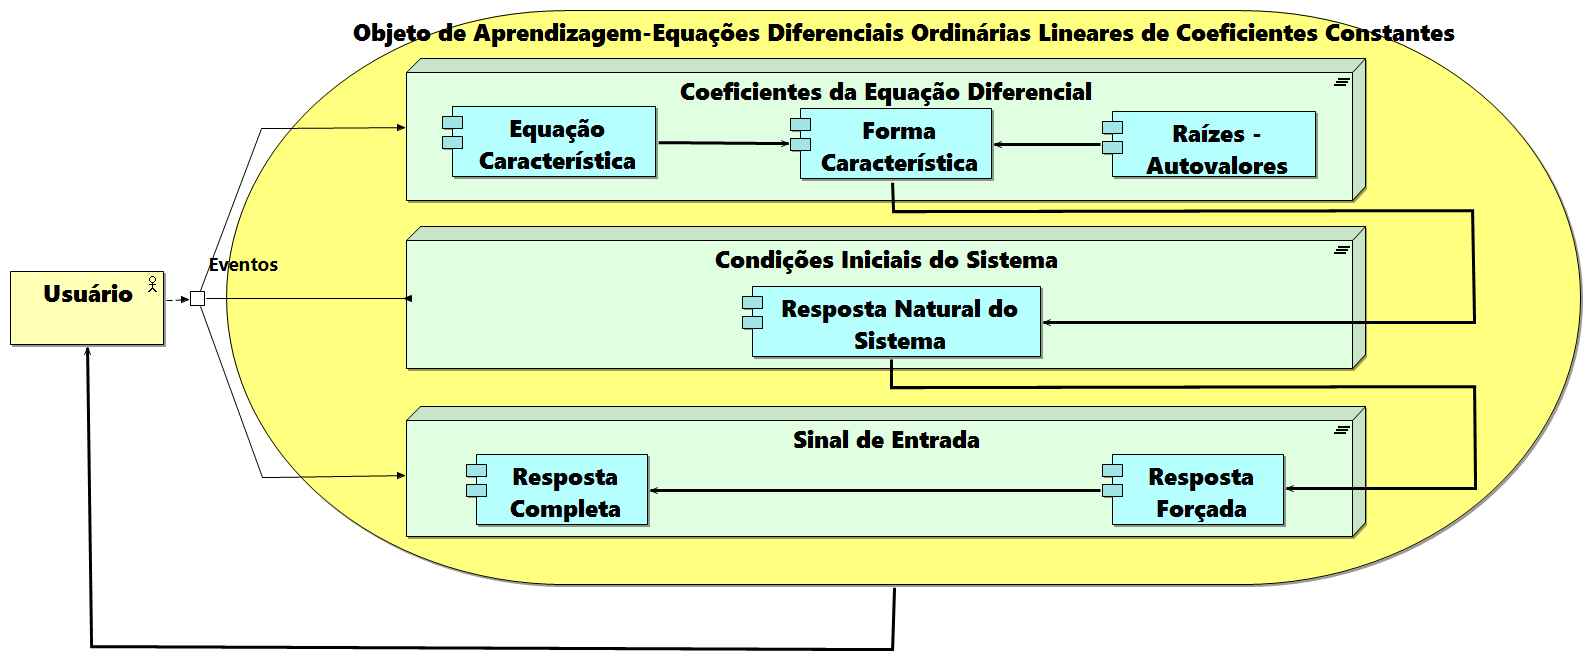 Objeto de Aprendizagem-Equações Diferenciais Ordinárias Lineares de Coeficientes Constantes
Coeficientes da Equação Diferencial
Equação
Característica
Forma
Característica
Raízes -
Autovalores
Eventos
Usuário
Condições Iniciais do Sistema
Resposta Natural do
Sistema
Sinal de Entrada
Resposta
Completa
Resposta
Forçada